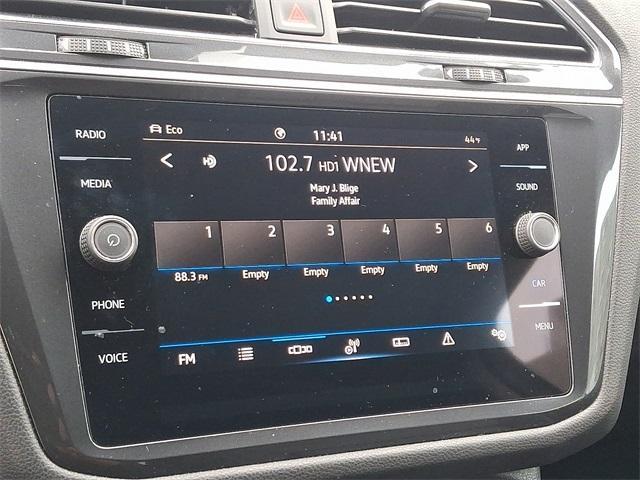 RADIO
Eco
11:41
44°F
APP
102.7 HD1 WNEW
MEDIA
Mary J. Blige
Family Affair
SOUND
1 2 3 4 5 6
88.3 FM Empty Empty Empty Empty Empty
PHONE
CAR
VOICE
FM
MENU